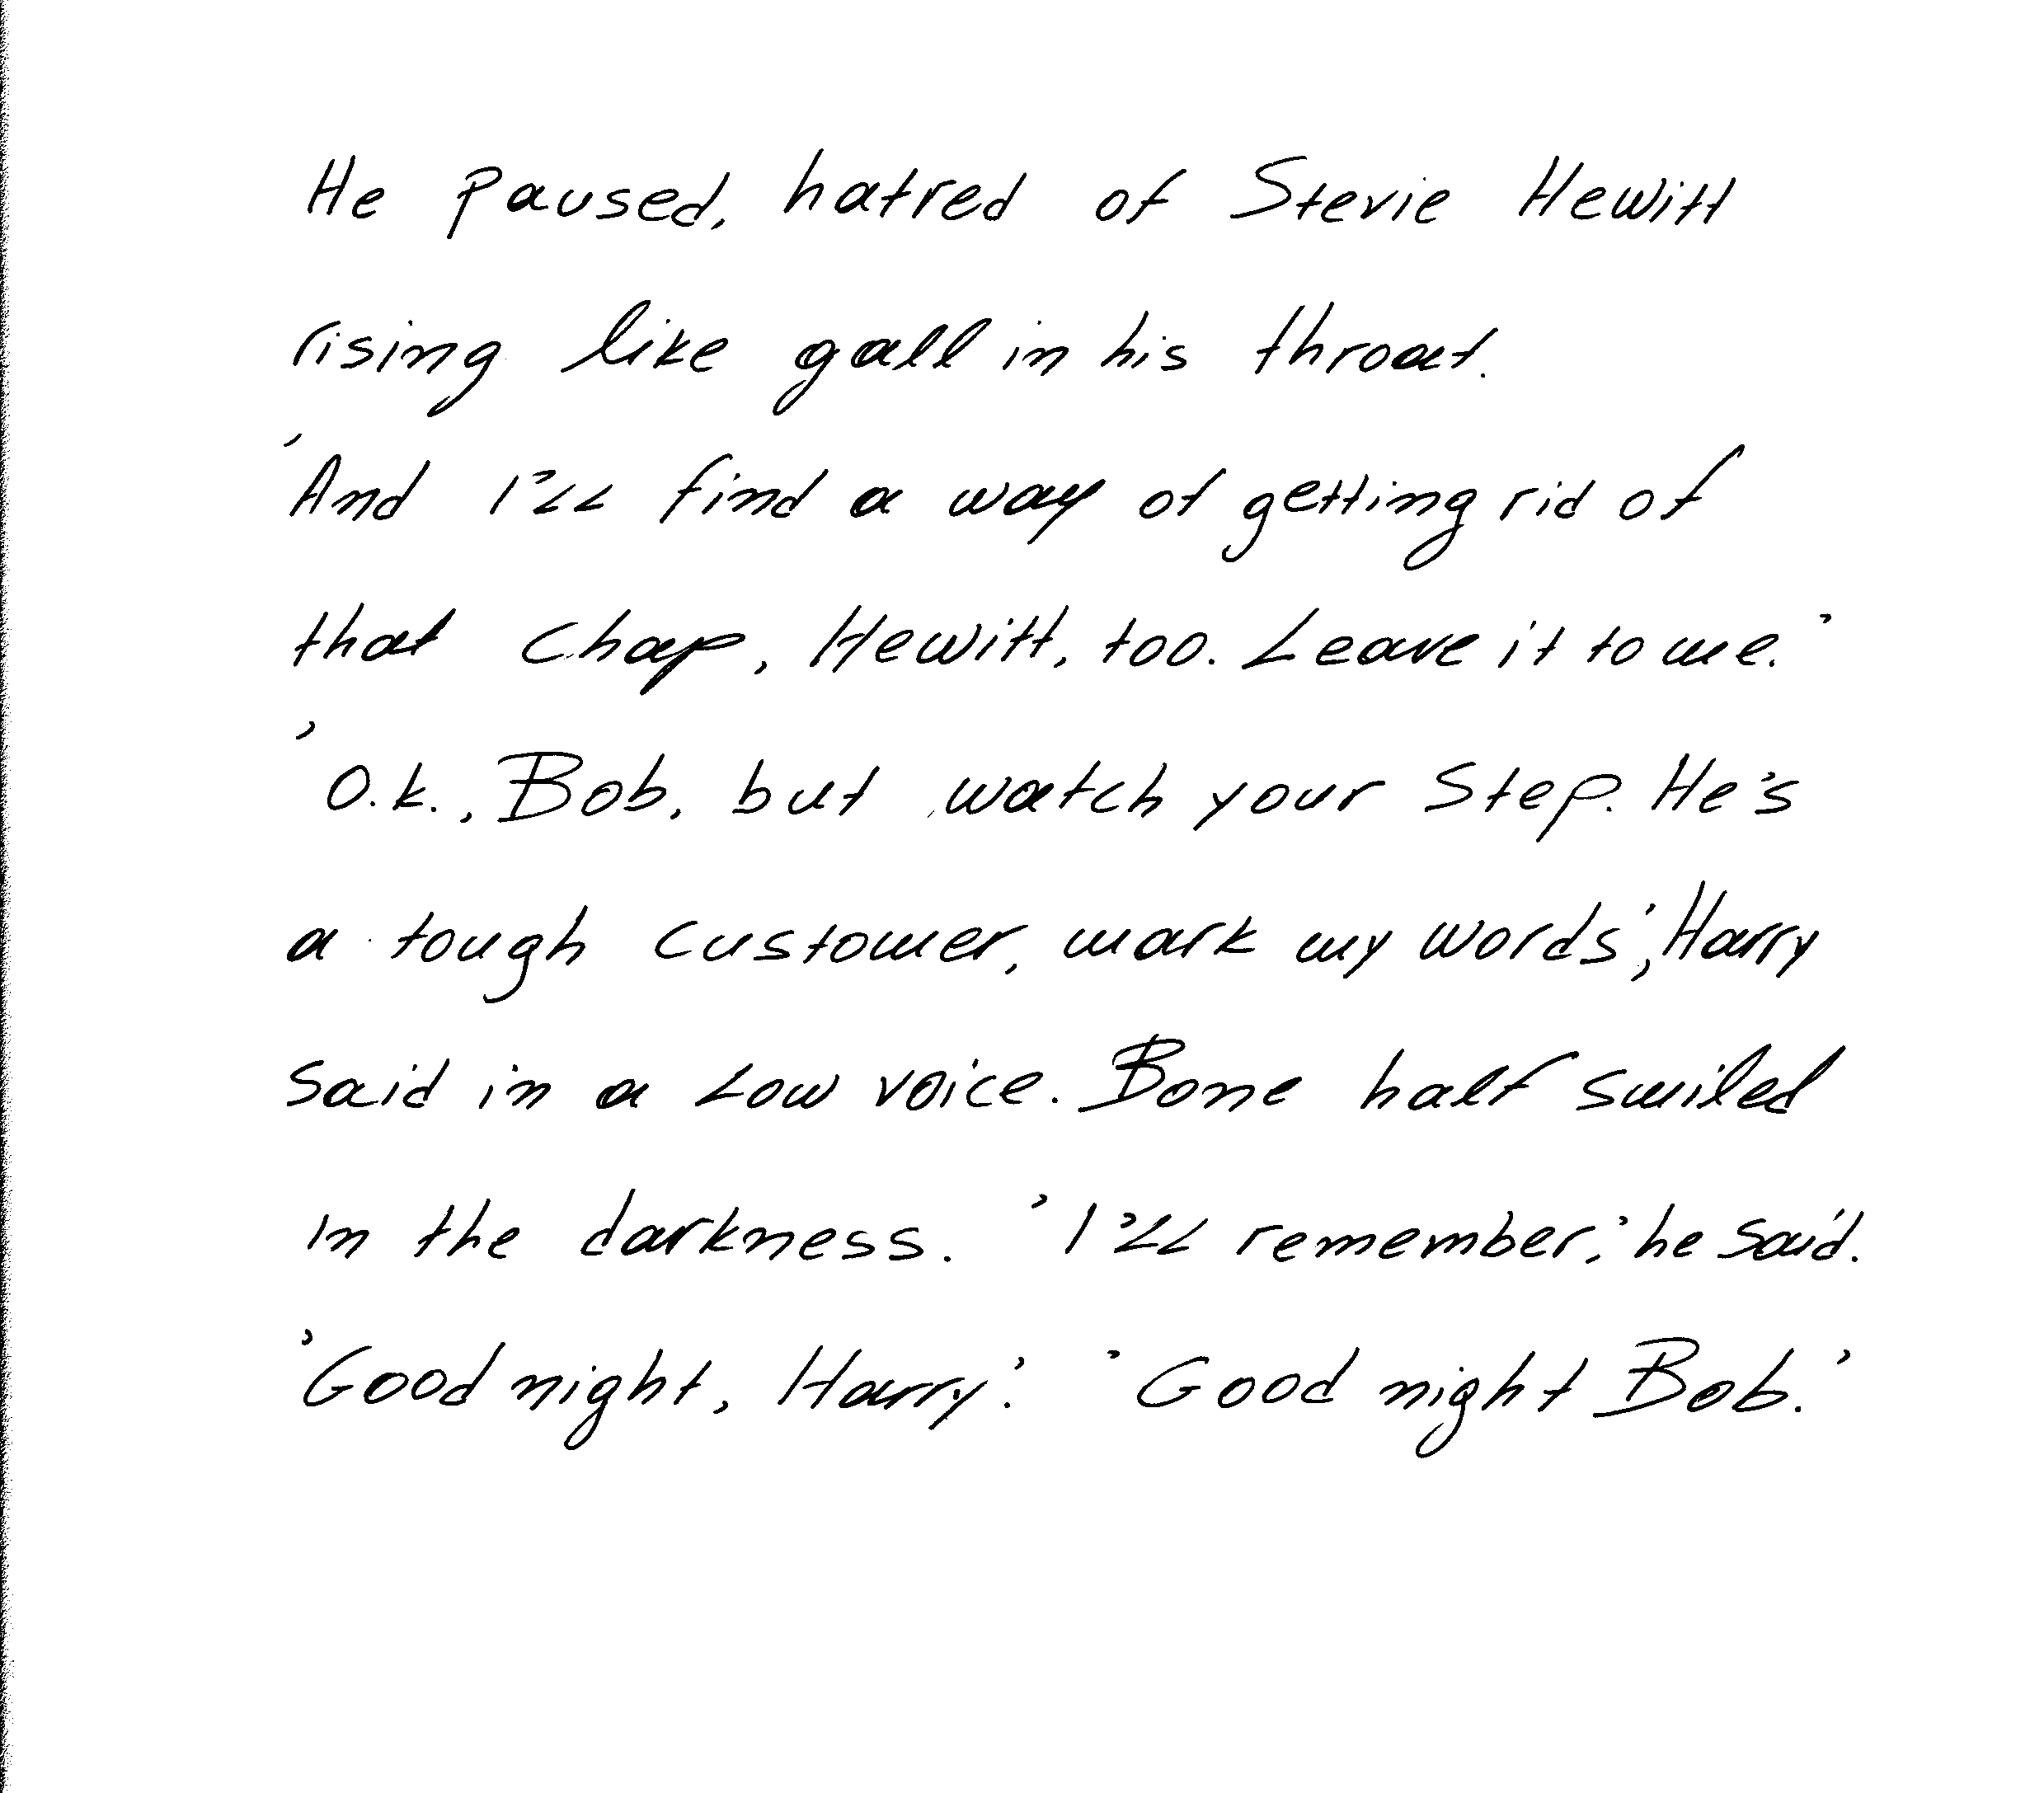 He paused, hatred of Stevie Hewitt
rising like gall in his throat.
'And I'll find a way of getting rid of
that chap, Hewitt, too. Leave it to me.'
'O.k., Bob, but watch your step. He's
a tough customer, mark my words', Harry
said in a low voice. Bone half smiled
in the darkness. 'I'll remember,' he said.
'Good night, Harry.' 'Good night Bob.'